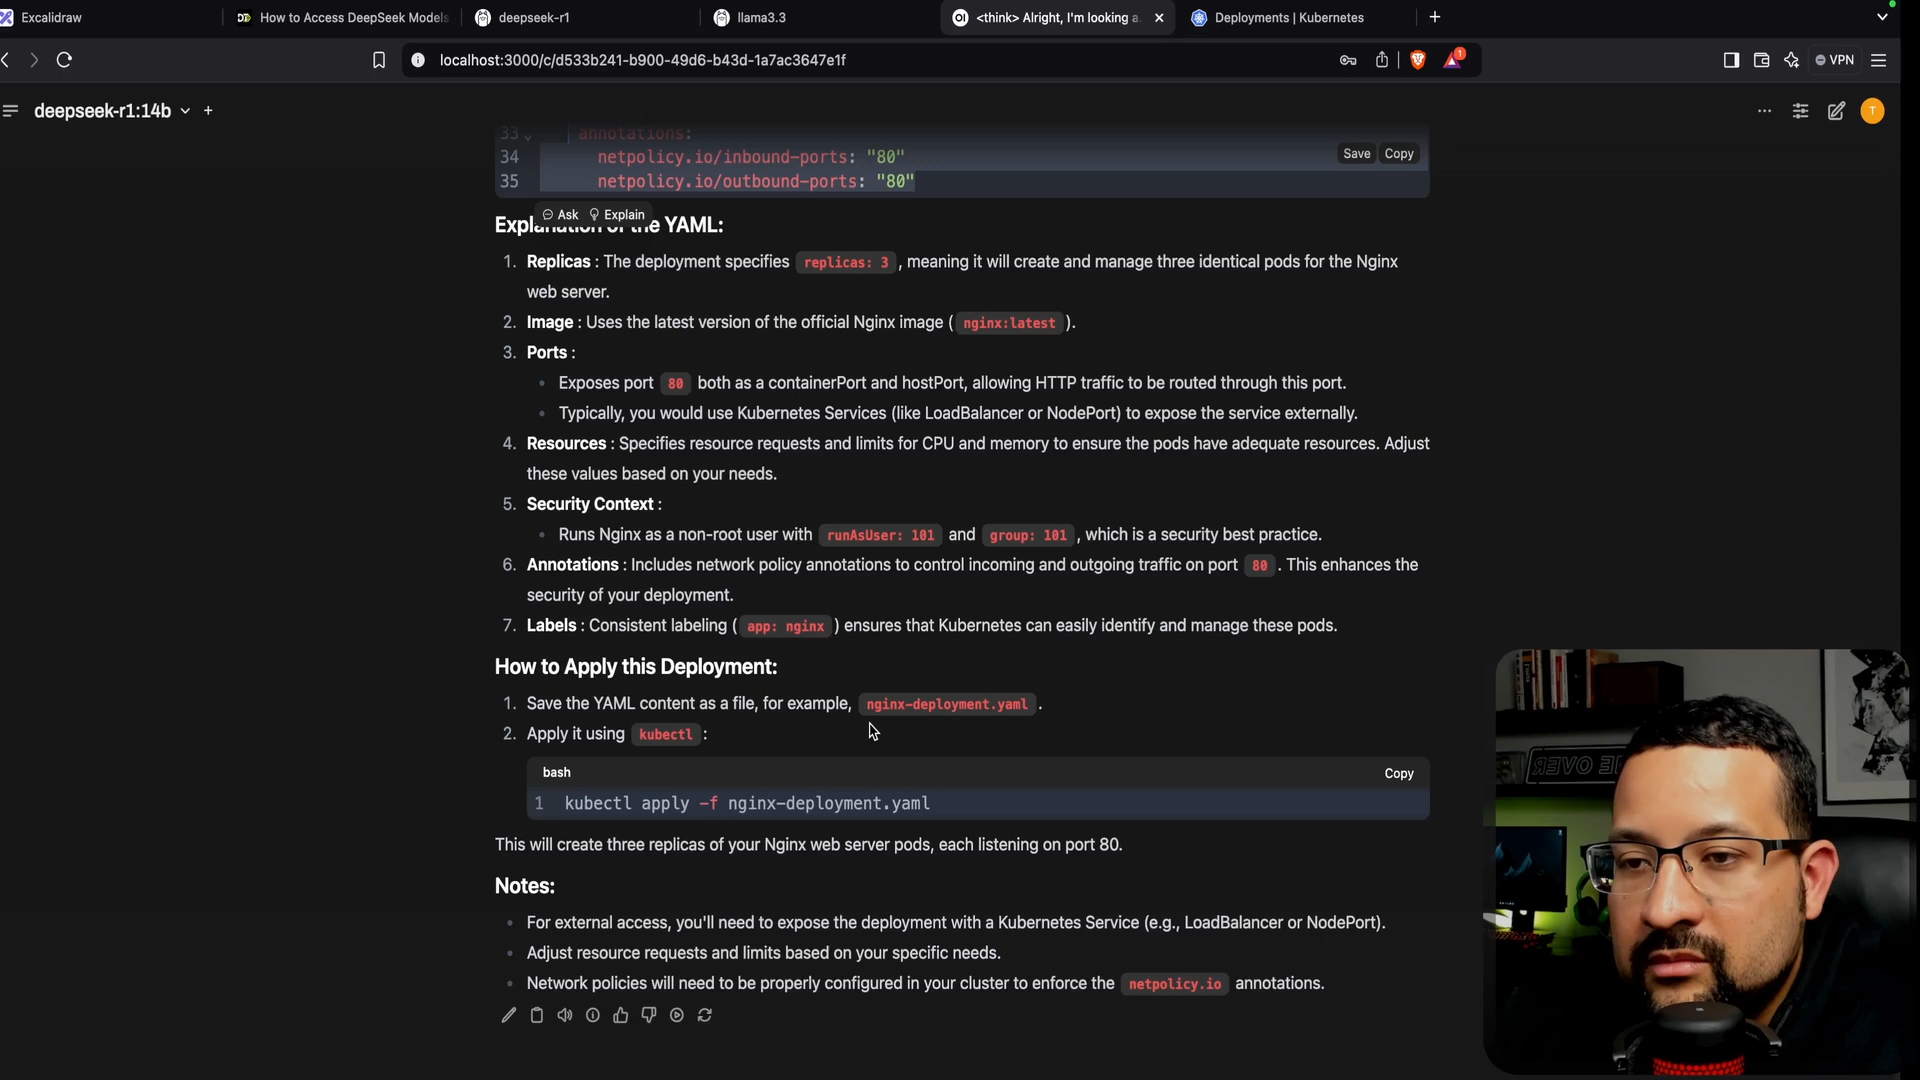 Excalidraw
How to Access DeepSeek Models
deepseek-r1
llama3.3
<think> Alright, I'm looking a
Deployments | Kubernetes
localhost:3000/c/d533b241-b900-49d6-b43d-1a7ac3647e1f
1
VPN
deepseek-r1:14b
T
33 annotations:
34 netpolicy.io/inbound-ports: "80"
Save Copy
35 netpolicy.io/outbound-ports: "80"
Ask Explain
Explanation of the YAML:
1. Replicas : The deployment specifies replicas: 3 , meaning it will create and manage three identical pods for the Nginx
web server.
2. Image : Uses the latest version of the official Nginx image ( nginx:latest ).
3. Ports :
• Exposes port 80 both as a containerPort and hostPort, allowing HTTP traffic to be routed through this port.
• Typically, you would use Kubernetes Services (like LoadBalancer or NodePort) to expose the service externally.
4. Resources : Specifies resource requests and limits for CPU and memory to ensure the pods have adequate resources. Adjust
these values based on your needs.
5. Security Context :
• Runs Nginx as a non-root user with runAsUser: 101 and group: 101 , which is a security best practice.
6. Annotations : Includes network policy annotations to control incoming and outgoing traffic on port 80 . This enhances the
security of your deployment.
7. Labels : Consistent labeling ( app: nginx ) ensures that Kubernetes can easily identify and manage these pods.
How to Apply this Deployment:
1. Save the YAML content as a file, for example, nginx-deployment.yaml .
2. Apply it using kubectl :
bash
Copy
1 kubectl apply -f nginx-deployment.yaml
This will create three replicas of your Nginx web server pods, each listening on port 80.
Notes:
• For external access, you'll need to expose the deployment with a Kubernetes Service (e.g., LoadBalancer or NodePort).
• Adjust resource requests and limits based on your specific needs.
• Network policies will need to be properly configured in your cluster to enforce the netpolicy.io annotations.